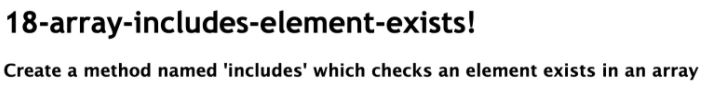 18-array-includes-element-exists!
Create a method named 'includes' which checks an element exists in an array